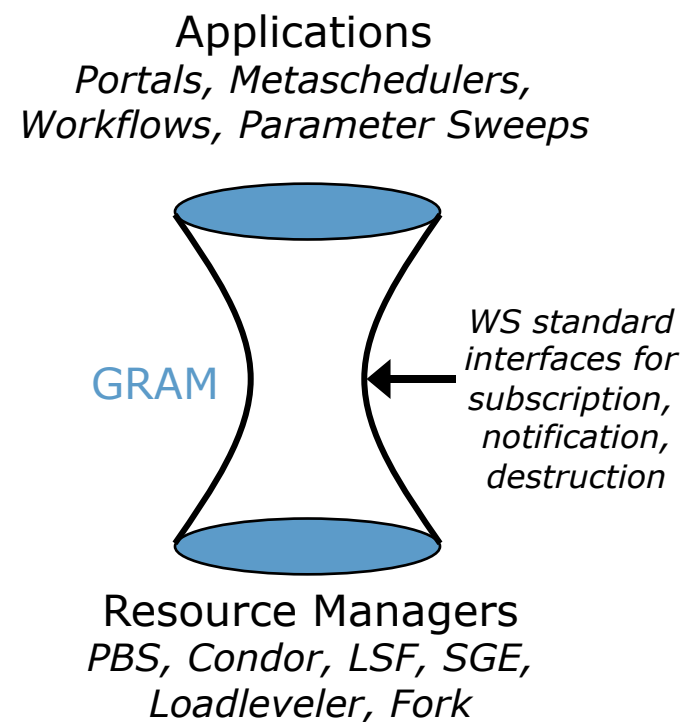 Applications
Portals, Metaschedulers,
Workflows, Parameter Sweeps
GRAM
WS standard
interfaces for
subscription,
notification,
destruction
Resource Managers
PBS, Condor, LSF, SGE,
Loadleveler, Fork